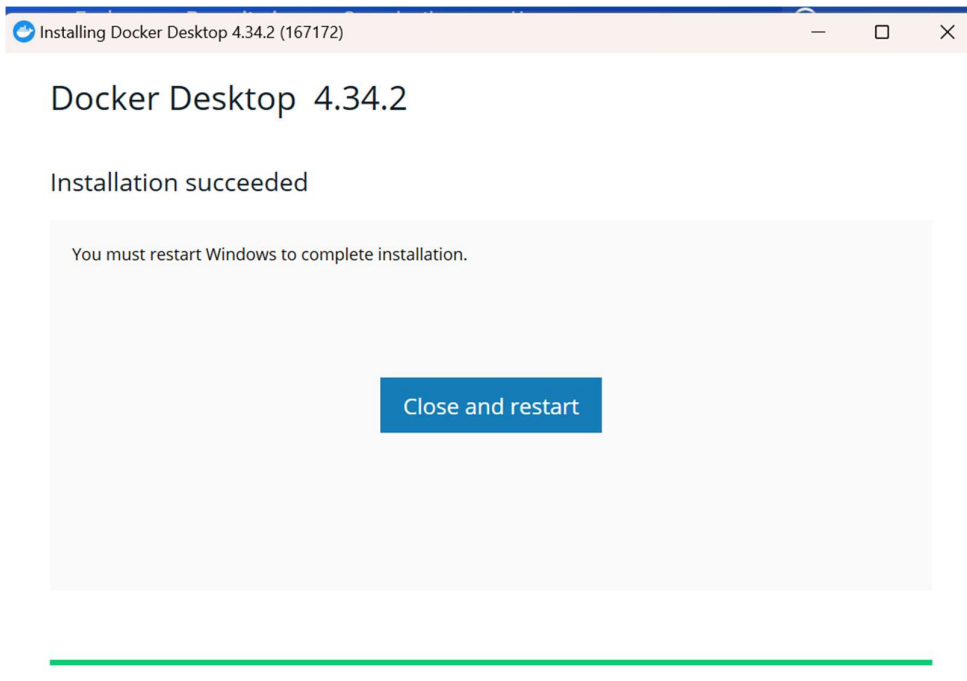 Installing Docker Desktop 4.34.2 (167172)
Docker Desktop 4.34.2
Installation succeeded
You must restart Windows to complete installation.
Close and restart